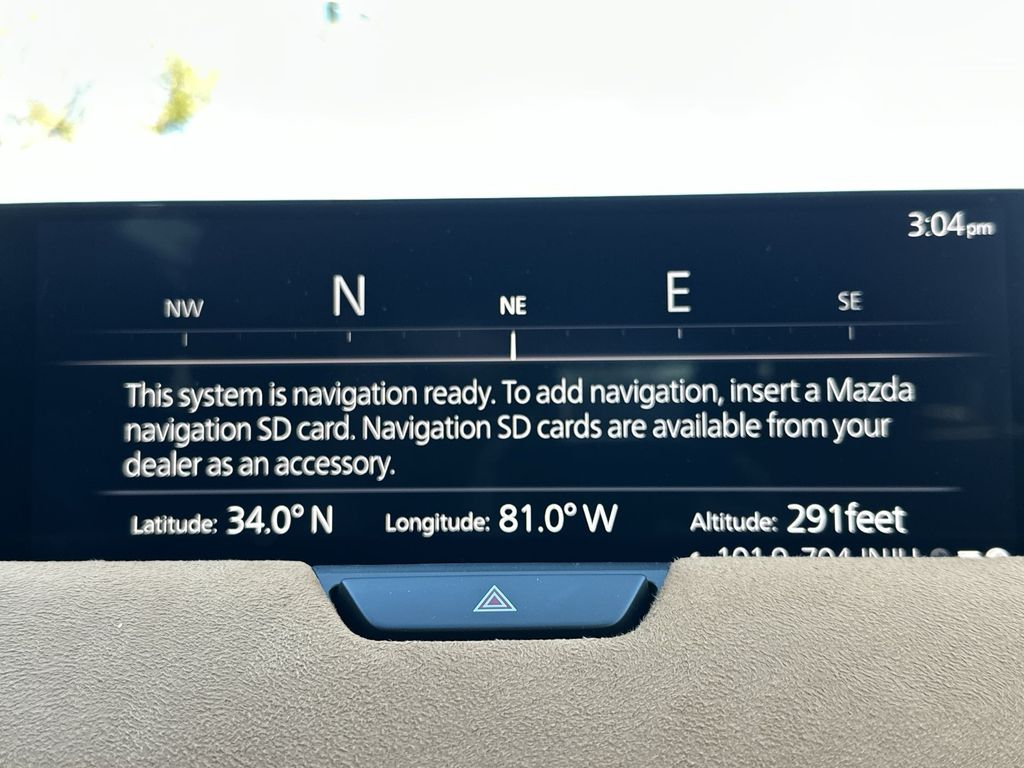 3:04pm
NW N NE E SE
This system is navigation ready. To add navigation, insert a Mazda
navigation SD card. Navigation SD cards are available from your
dealer as an accessory.
Latitude: 34.0° N Longitude: 81.0° W Altitude: 291feet